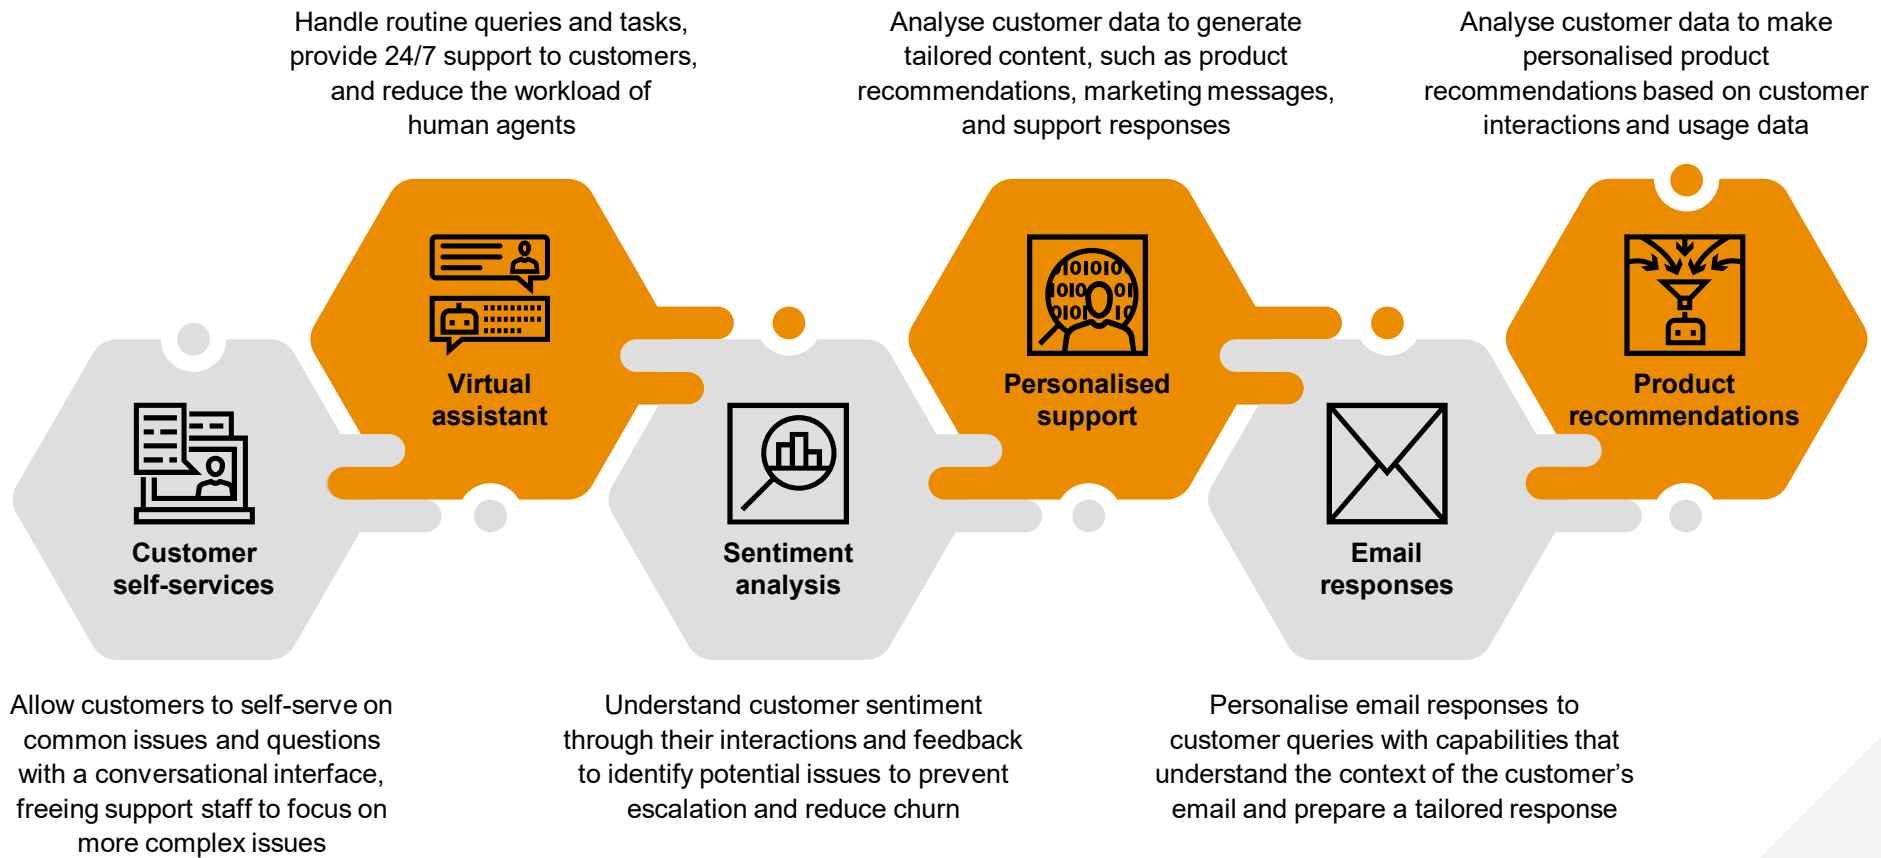 Handle routine queries and tasks,
provide 24/7 support to customers,
and reduce the workload of
human agents
Analyse customer data to generate
tailored content, such as product
recommendations, marketing messages,
and support responses
Analyse customer data to make
personalised product
recommendations based on customer
interactions and usage data
Virtual
assistant
Personalised
support
Product
recommendations
Customer
self-services
Sentiment
analysis
Email
responses
Allow customers to self-serve on
common issues and questions
with a conversational interface,
freeing support staff to focus on
more complex issues
Understand customer sentiment
through their interactions and feedback
to identify potential issues to prevent
escalation and reduce churn
Personalise email responses to
customer queries with capabilities that
understand the context of the customer’s
email and prepare a tailored response